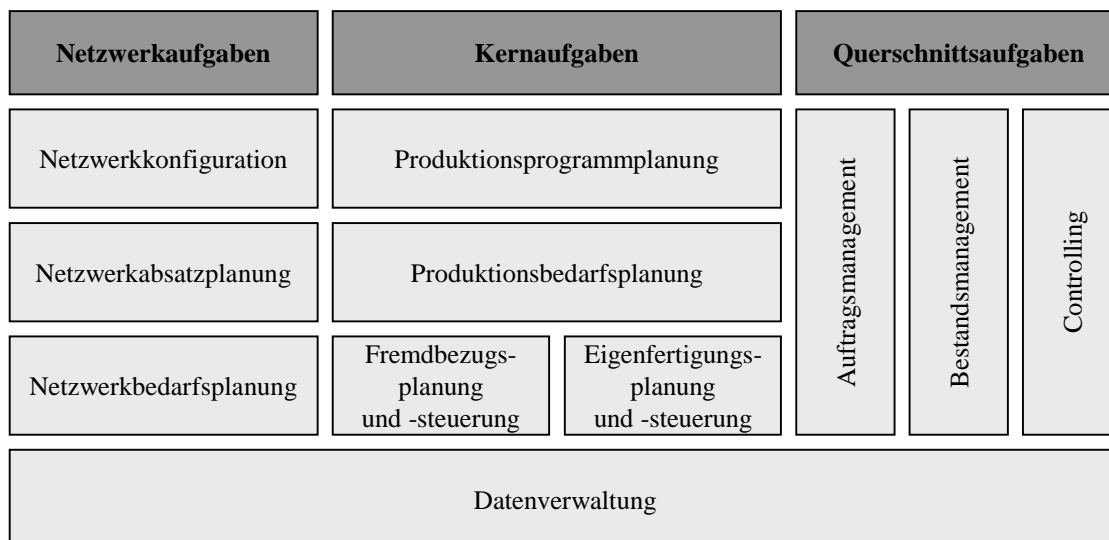 Netzwerkaufgaben
Kernaufgaben
Querschnittsaufgaben
Netzwerkkonfiguration
Produktionsprogrammplanung
Netzwerkabsatzplanung
Produktionsbedarfsplanung
Netzwerkbedarfsplanung
Fremdbezugs-
planung
und -steuerung
Eigenfertigungs-
planung
und -steuerung
Auftragsmanagement
Bestandsmanagement
Controlling
Datenverwaltung